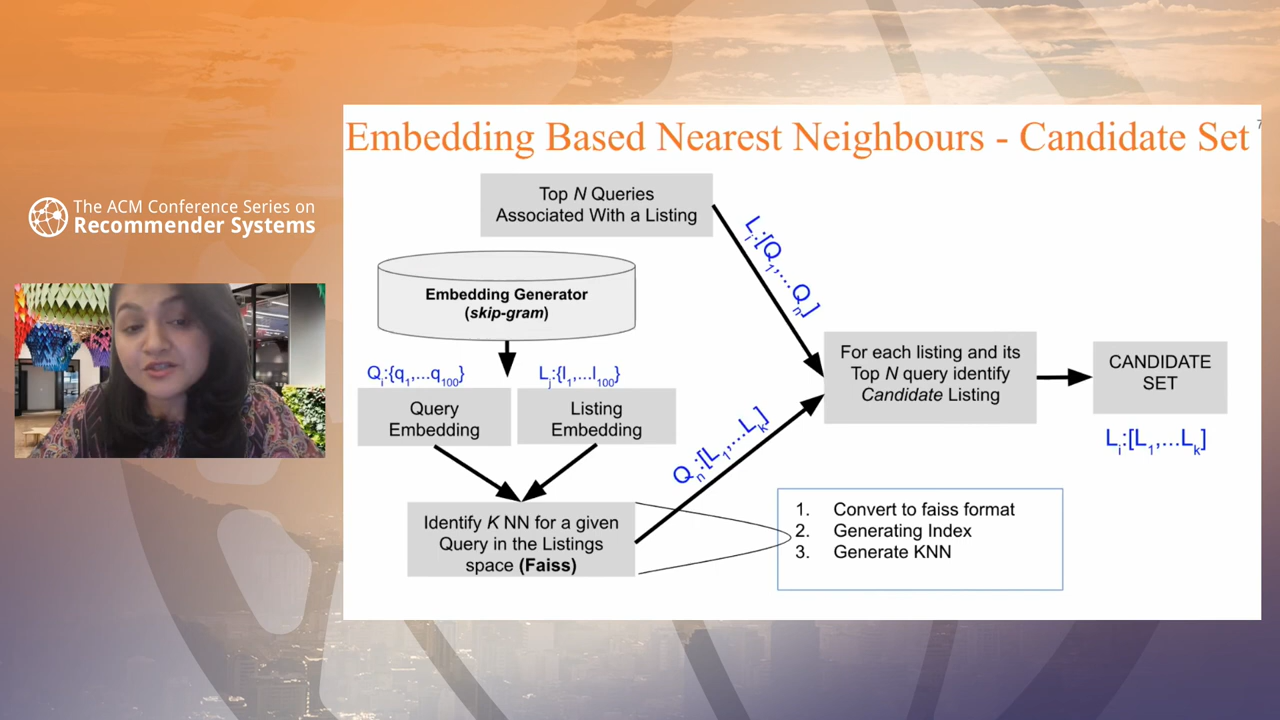 The ACM Conference Series on
Recommender Systems
Embedding Based Nearest Neighbours - Candidate Set
7
Top N Queries
Associated With a Listing
Embedding Generator
(skip-gram)
Qi:{q1,...q100}
Lj:{l1,...l100}
Query
Embedding
Listing
Embedding
Identify K NN for a given
Query in the Listings
space (Faiss)
Li:[Q1,...Qn]
Qn:[L1,...Lk]
For each listing and its
Top N query identify
Candidate Listing
CANDIDATE
SET
Li:[L1,...Lk]
1. Convert to faiss format
2. Generating Index
3. Generate KNN